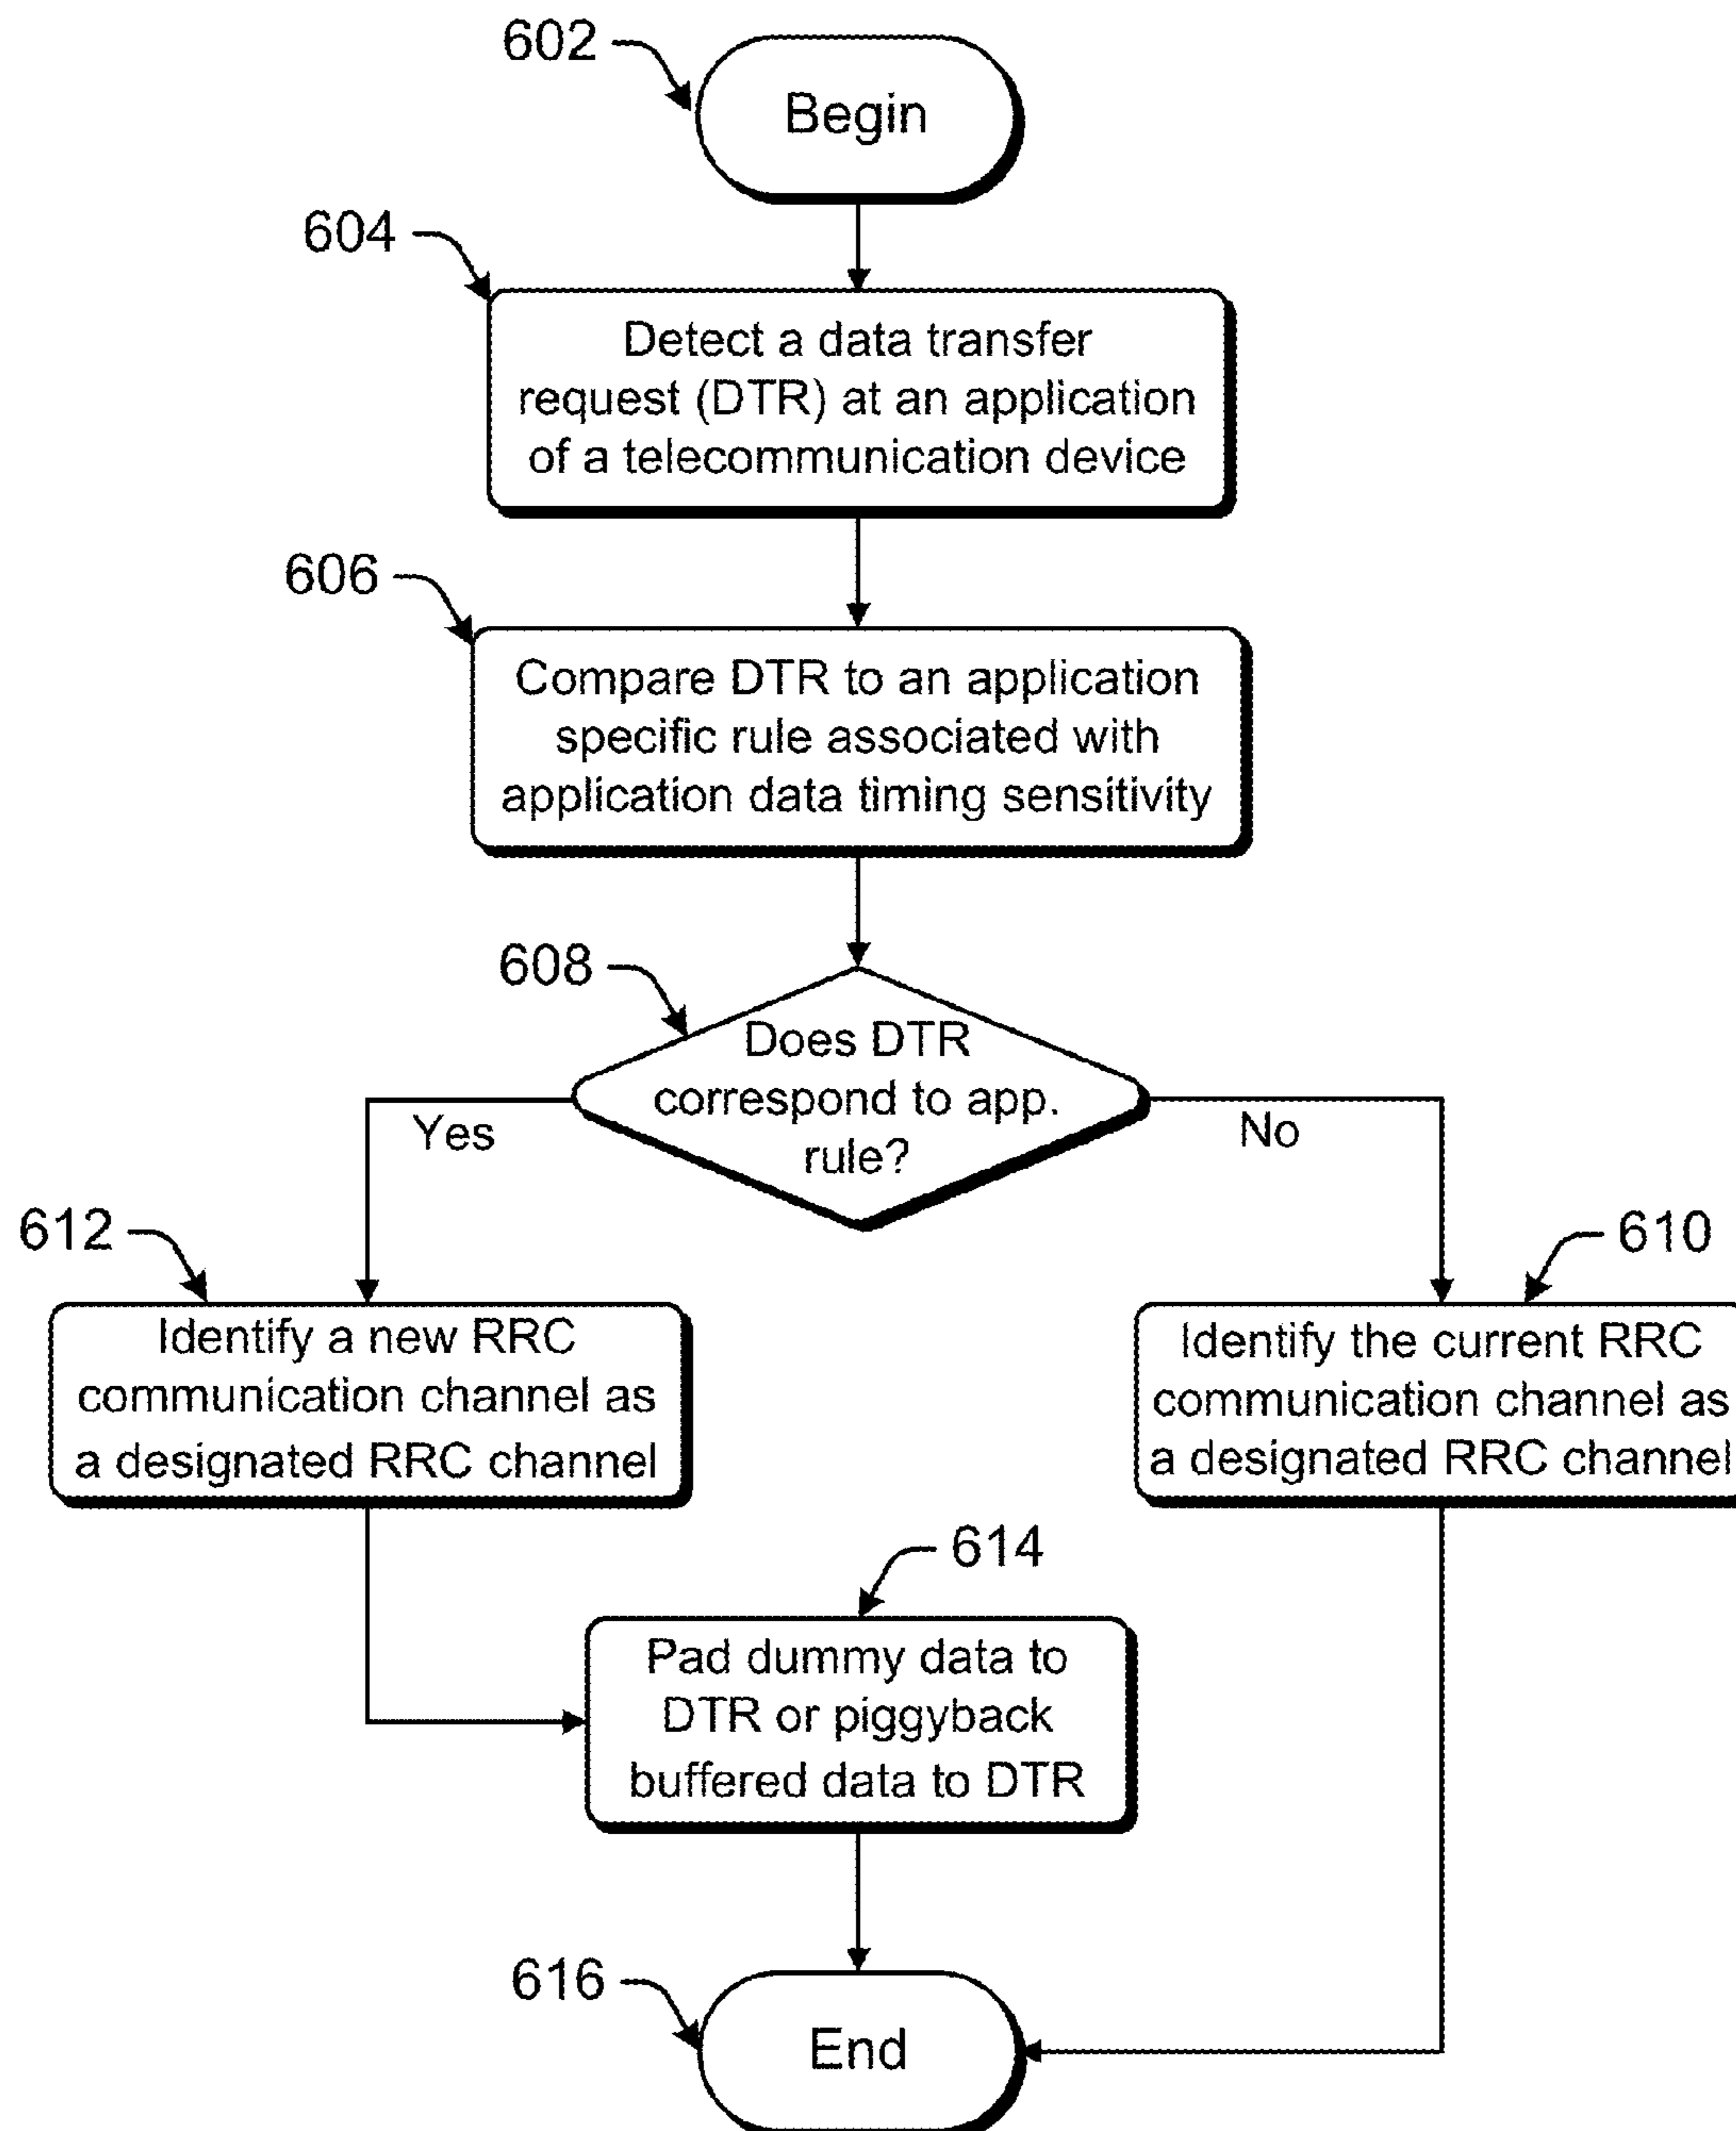 602
Begin
604
Detect a data transfer
request (DTR) at an application
of a telecommunication device
606
Compare DTR to an application
specific rule associated with
application data timing sensitivity
608
Does DTR
correspond to app.
rule?
Yes
No
612
610
Identify a new RRC
communication channel as
a designated RRC channel
Identify the current RRC
communication channel as
a designated RRC channel
614
Pad dummy data to
DTR or piggyback
buffered data to DTR
616
End